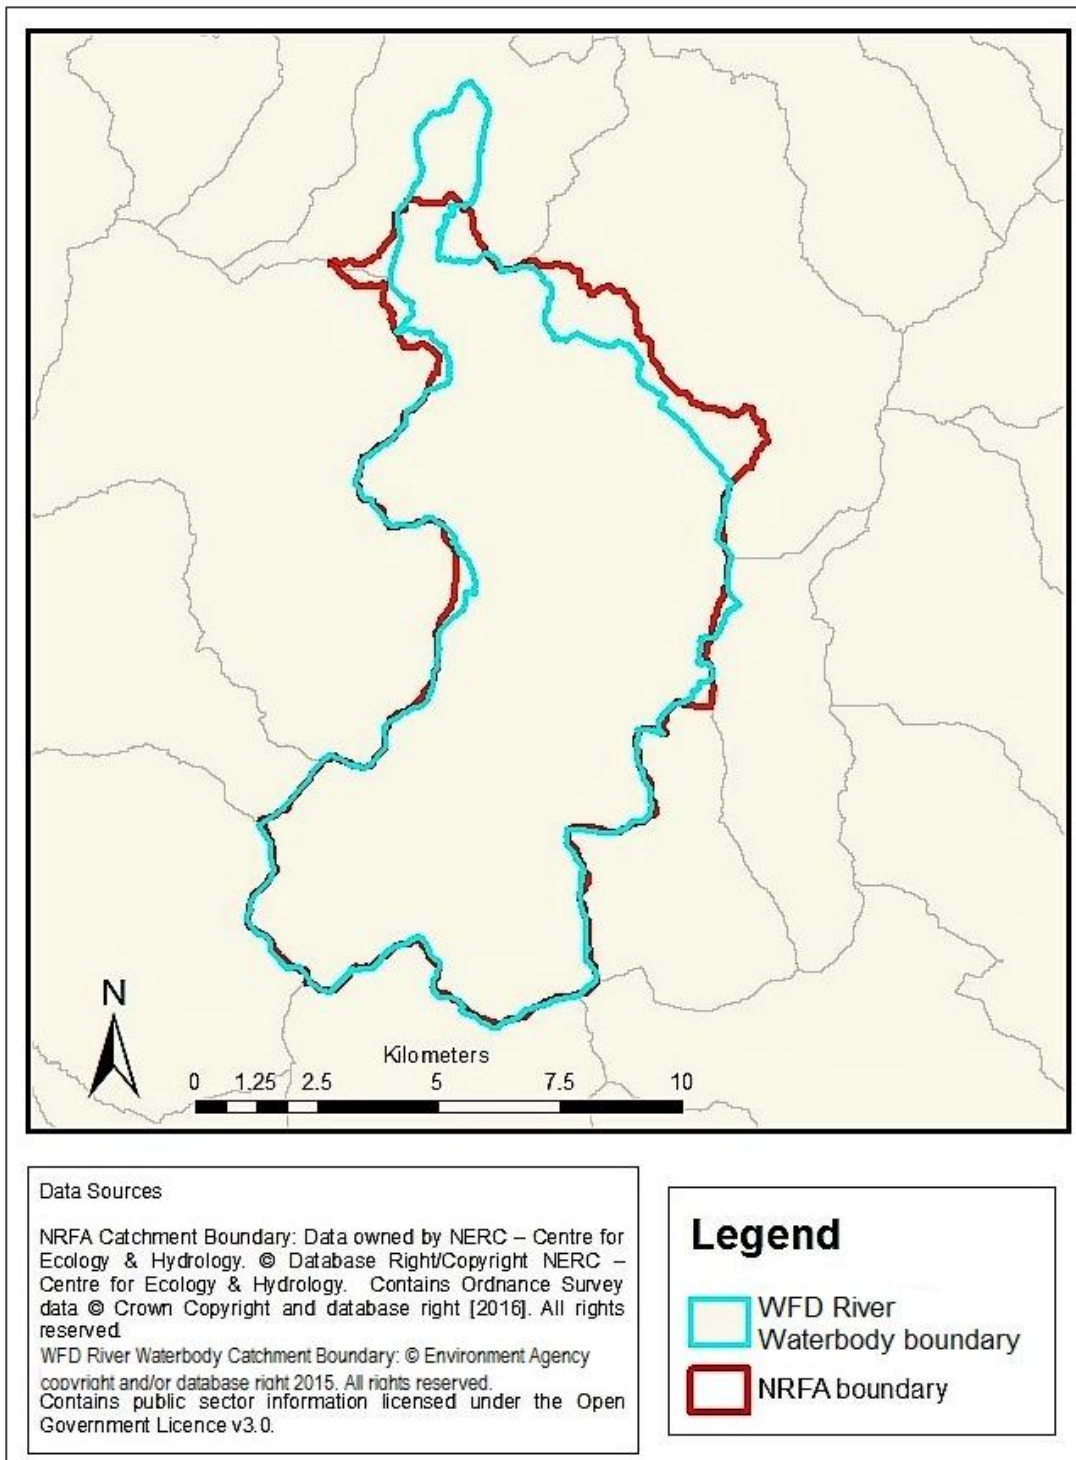 N
Kilometers
0 1.25 2.5 5 7.5 10
Data Sources
NRFA Catchment Boundary: Data owned by NERC – Centre for
Ecology & Hydrology. © Database Right/Copyright NERC –
Centre for Ecology & Hydrology. Contains Ordnance Survey
data © Crown Copyright and database right [2016]. All rights
reserved.
WFD River Waterbody Catchment Boundary: © Environment Agency
copyright and/or database right 2015. All rights reserved.
Contains public sector information licensed under the Open
Government Licence v3.0.
Legend
WFD River
Waterbody boundary
NRFA boundary